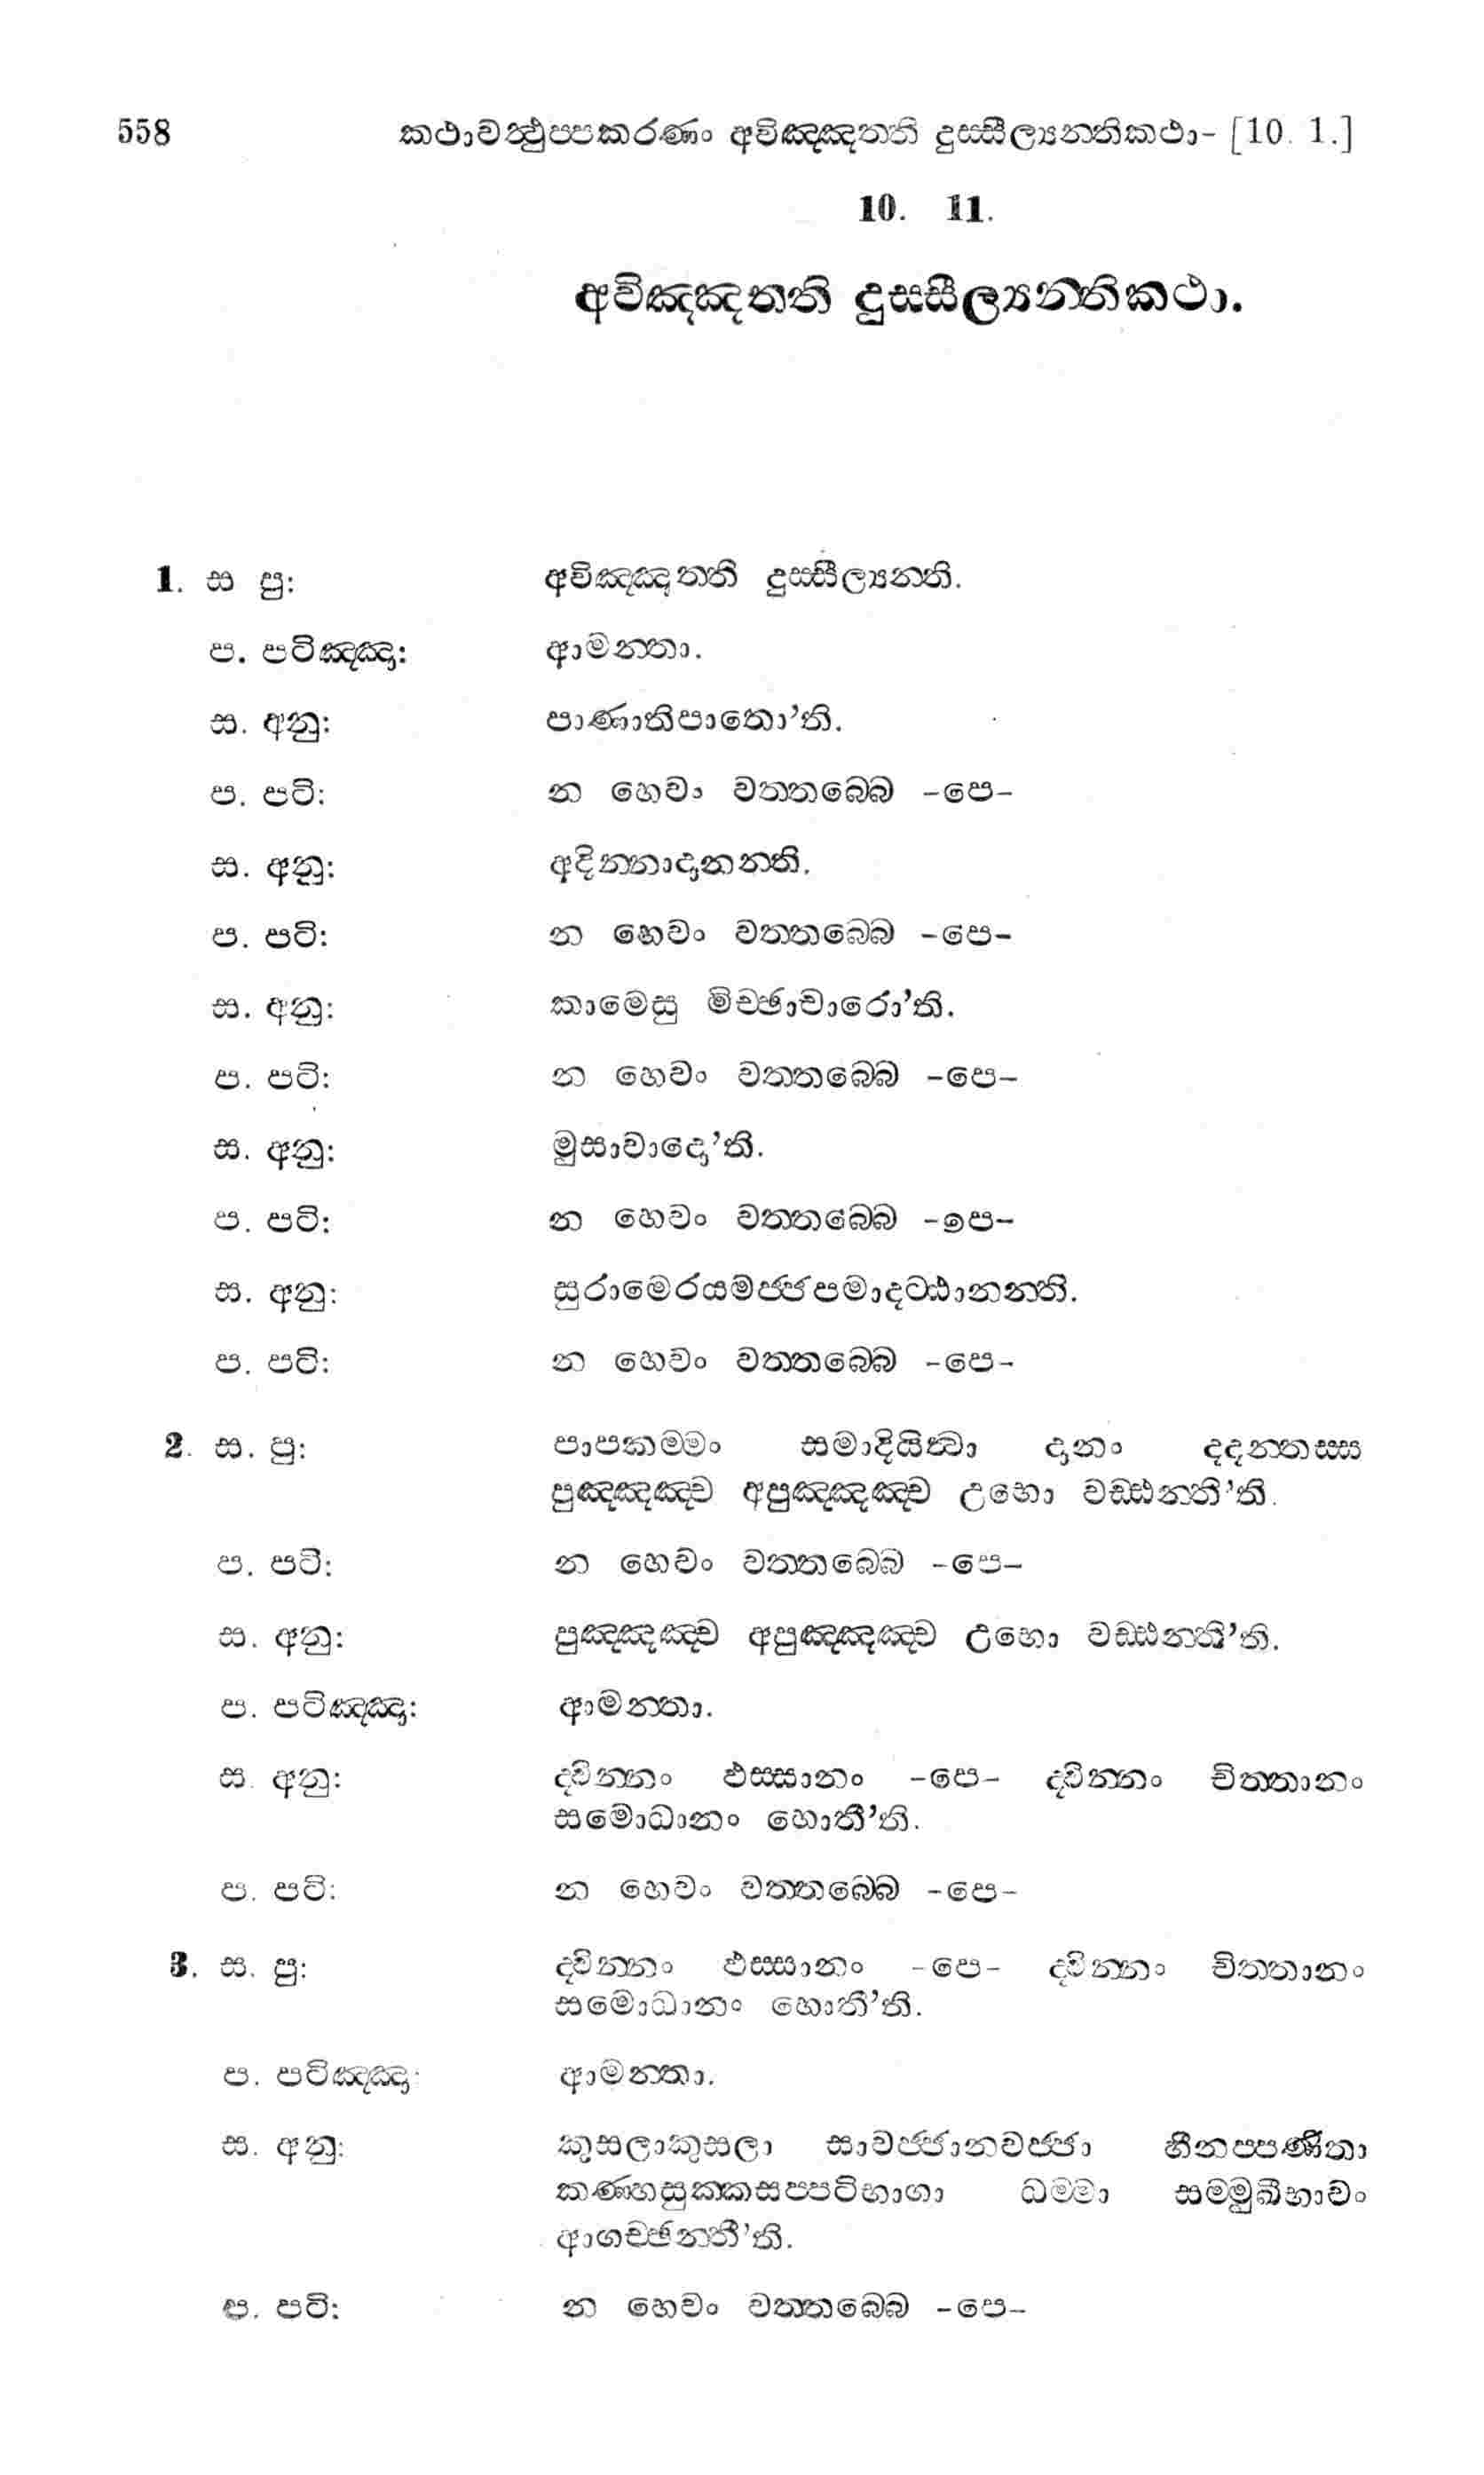 558 කථාවත්‍ථුප්පකරණං අවිඤ්ඤත්ති දුස්සීල්‍යන්තිකථා- [10. 1.]
10. 11.
අවිඤ්ඤත්ති දුස්සීල්‍යන්තිකථා.
1. ස පු: අවිඤ්ඤත්ති දුස්සීල්‍යන්ති.
ප. පටිඤ්ඤා: ආමන්තා.
ස. අනු: පාණාතිපාතො'ති.
ප. පටි: න හෙවං වත්තබ්බෙ -පෙ-
ස. අනු: අදින්නාදානන්ති.
ප. පටි: න හෙවං වත්තබ්බෙ -පෙ-
ස. අනු: කාමෙසු මිච්ඡාචාරො'ති.
ප. පටි: න හෙවං වත්තබ්බෙ -පෙ-
ස. අනු: මුසාවාදො'ති.
ප. පටි: න හෙවං වත්තබ්බෙ -පෙ-
ස. අනු: සුරාමෙරයමජ්ජපමාදට්ඨානන්ති.
ප. පටි: න හෙවං වත්තබ්බෙ -පෙ-
2. ස. පු: පාපකම්මං සමාදියිත්‍වා දානං දදන්තස්ස
පුඤ්ඤඤ්ච අපුඤ්ඤඤ්ච උභො වඩ්ඪන්තී'ති.
ප. පටි: න හෙවං වත්තබ්බෙ -පෙ-
ස. අනු: පුඤ්ඤඤ්ච අපුඤ්ඤඤ්ච උභො වඩ්ඪන්තී'ති.
ප. පටිඤ්ඤා: ආමන්තා.
ස. අනු: ද්‍වින්නං ඵස්සානං -පෙ- ද්‍වින්නං චිත්තානං
සමොධානං හොතී'ති.
ප. පටි: න හෙවං වත්තබ්බෙ -පෙ-
3. ස. පු: ද්‍වින්නං ඵස්සානං -පෙ- ද්‍වින්නං චිත්තානං
සමොධානං හොතී'ති.
ප. පටිඤ්ඤා: ආමන්තා.
ස. අනු: කුසලාකුසලා සාවජ්ජානවජ්ජා හීනප්පණීතා
කණ්හසුක්කසප්පටිභාගා ධම්මා සම්මුඛීභාවං
ආගච්ඡන්තී'ති.
ප. පටි: න හෙවං වත්තබ්බෙ -පෙ-